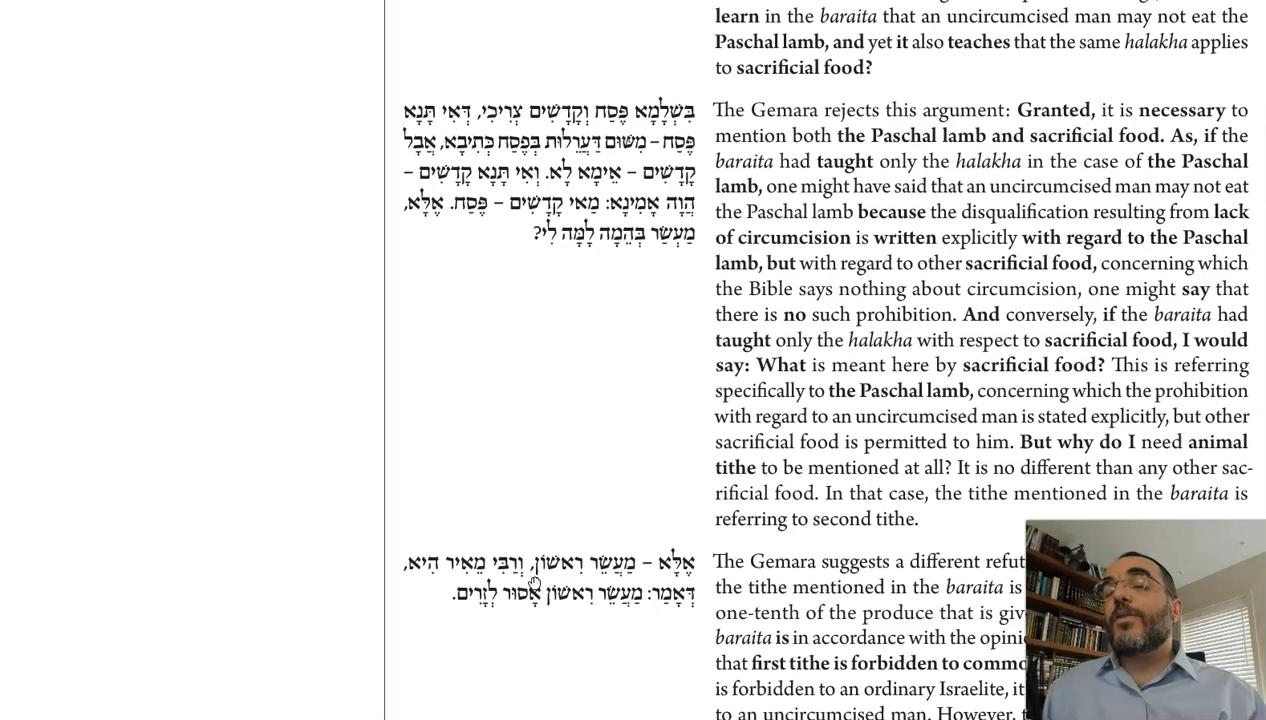 learn in the baraita that an uncircumcised man may not eat the
Paschal lamb, and yet it also teaches that the same halakha applies
to sacrificial food?
בִּשְׁלָמָא פֶּסַח וְקָדָשִׁים צְרִיכִי, דְּאִי תָּנָא
פֶּסַח – מִשּׁוּם דַּעֲרֵלוּת בְּפֶסַח כְּתִיבָא, אֲבָל
קָדָשִׁים – אֵימָא לָא. וְאִי תָּנָא קָדָשִׁים –
הֲוָה אָמֵינָא: מַאי קָדָשִׁים – פֶּסַח. אֶלָּא,
מַעְשַׂר בְּהֵמָה לָמָּה לִי?
The Gemara rejects this argument: Granted, it is necessary to
mention both the Paschal lamb and sacrificial food. As, if the
baraita had taught only the halakha in the case of the Paschal
lamb, one might have said that an uncircumcised man may not eat
the Paschal lamb because the disqualification resulting from lack
of circumcision is written explicitly with regard to the Paschal
lamb, but with regard to other sacrificial food, concerning which
the Bible says nothing about circumcision, one might say that
there is no such prohibition. And conversely, if the baraita had
taught only the halakha with respect to sacrificial food, I would
say: What is meant here by sacrificial food? This is referring
specifically to the Paschal lamb, concerning which the prohibition
with regard to an uncircumcised man is stated explicitly, but other
sacrificial food is permitted to him. But why do I need animal
tithe to be mentioned at all? It is no different than any other sac-
rificial food. In that case, the tithe mentioned in the baraita is
referring to second tithe.
אֶלָּא – מַעֲשֵׂר רִאשׁוֹן, וְרַבִּי מֵאִיר הִיא,
דְּאָמַר: מַעֲשֵׂר רִאשׁוֹן אָסוּר לְזָרִים.
The Gemara suggests a different refut
the tithe mentioned in the baraita is
one-tenth of the produce that is giv
baraita is in accordance with the opini
that first tithe is forbidden to commo
is forbidden to an ordinary Israelite, it
to an uncircumcised man. However,